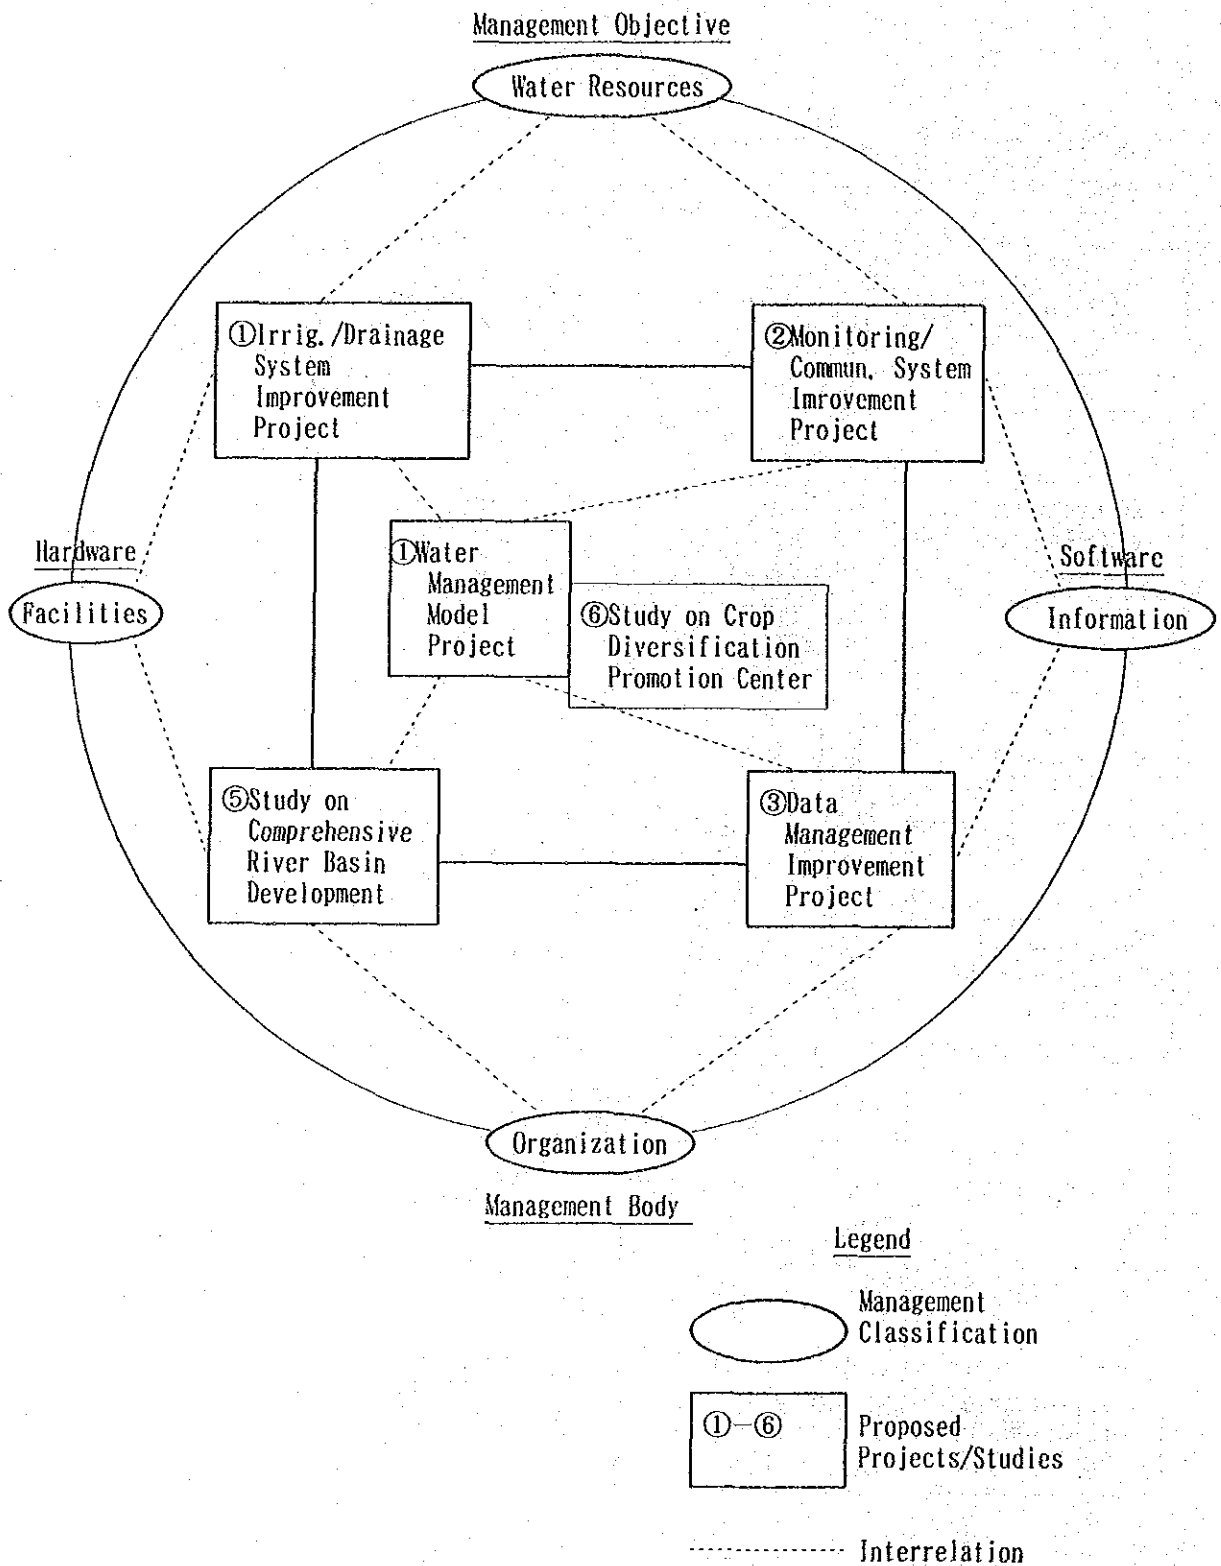 Management Objective
Water Resources
①Irrig./Drainage
System
Improvement
Project
②Monitoring/
Commun. System
Imrovement
Project
Hardware
Facilities
①Water
Management
Model
Project
⑥Study on Crop
Diversification
Promotion Center
Software
Information
⑤Study on
Comprehensive
River Basin
Development
③Data
Management
Improvement
Project
Organization
Management Body
Legend
Management
Classification
①-⑥
Proposed
Projects/Studies
Interrelation